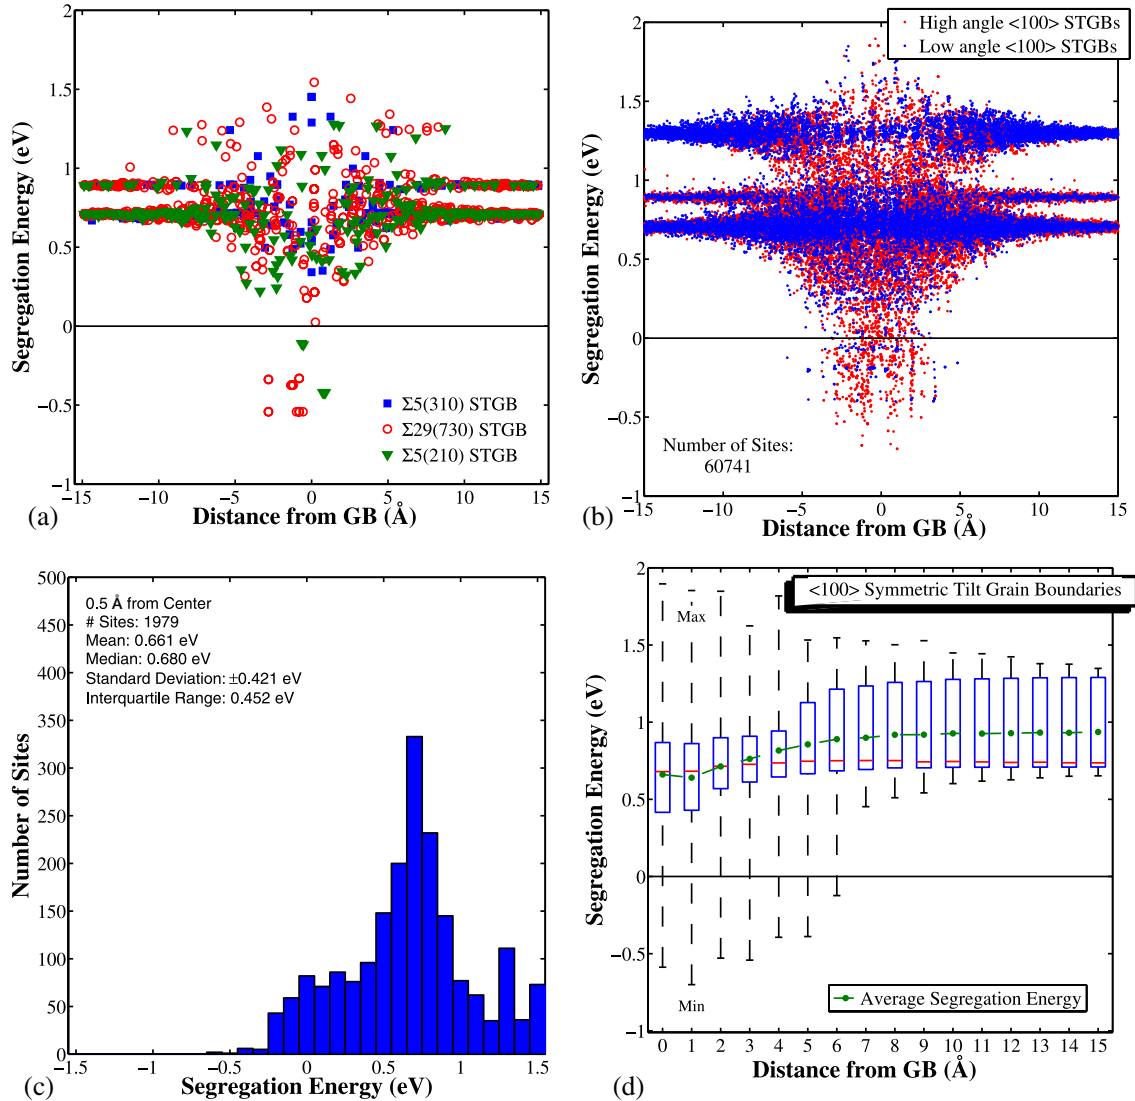 2
1.5
1
0.5
0
−0.5
−1
Segregation Energy (eV)
Σ5(310) STGB
Σ29(730) STGB
Σ5(210) STGB
−15 −10 −5 0 5 10 15
Distance from GB (Å)
(a)
2
1.5
1
0.5
0
−0.5
−1
Segregation Energy (eV)
High angle <100> STGBs
Low angle <100> STGBs
Number of Sites:
60741
−15 −10 −5 0 5 10 15
Distance from GB (Å)
(b)
500
450
400
350
300
250
200
150
100
50
0
Number of Sites
0.5 Å from Center
# Sites: 1979
Mean: 0.661 eV
Median: 0.680 eV
Standard Deviation: ±0.421 eV
Interquartile Range: 0.452 eV
−1.5 −1 −0.5 0 0.5 1 1.5
Segregation Energy (eV)
(c)
2
1.5
1
0.5
0
−0.5
−1
Segregation Energy (eV)
<100> Symmetric Tilt Grain Boundaries
Max
Min
Average Segregation Energy
0 1 2 3 4 5 6 7 8 9 10 11 12 13 14 15
Distance from GB (Å)
(d)